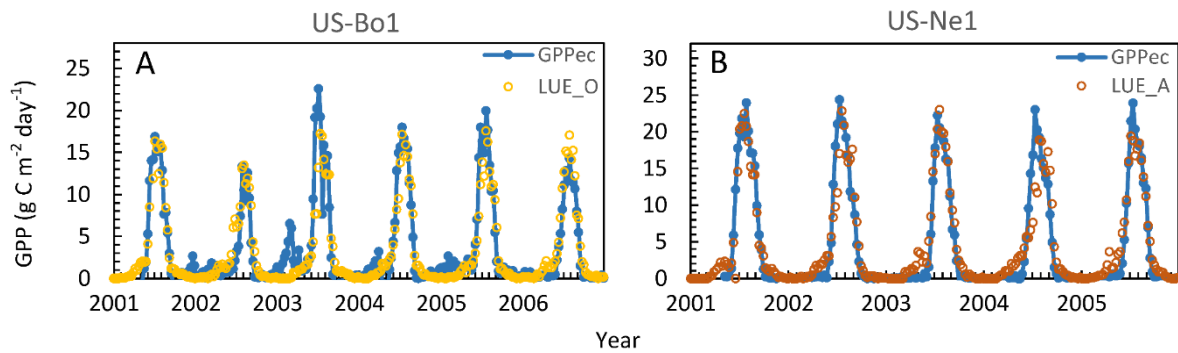 US-Bo1
US-Ne1
A
GPPec
LUE_O
B
GPPec
LUE_A
GPP (g C m⁻² day⁻¹)
25
20
15
10
5
0
30
25
20
15
10
5
0
2001 2002 2003 2004 2005 2006
2001 2002 2003 2004 2005
Year